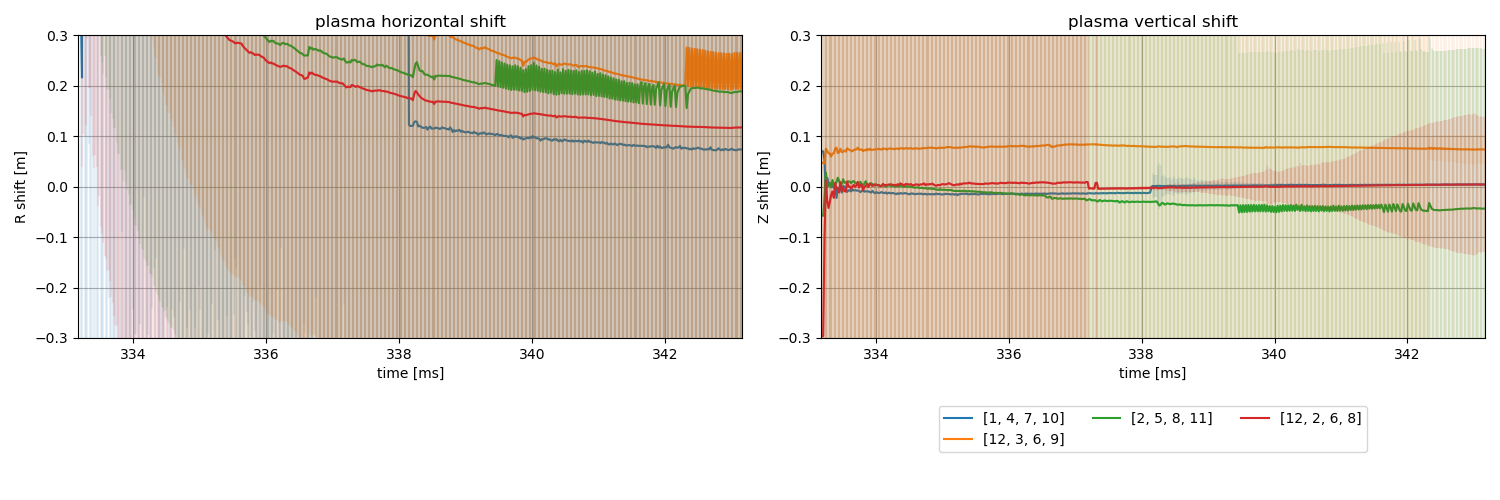 plasma horizontal shift
R shift [m]
0.3
0.2
0.1
0.0
−0.1
−0.2
−0.3
334 336 338 340 342
time [ms]
plasma vertical shift
Z shift [m]
0.3
0.2
0.1
0.0
−0.1
−0.2
−0.3
334 336 338 340 342
time [ms]
[1, 4, 7, 10] [2, 5, 8, 11] [12, 2, 6, 8]
[12, 3, 6, 9]